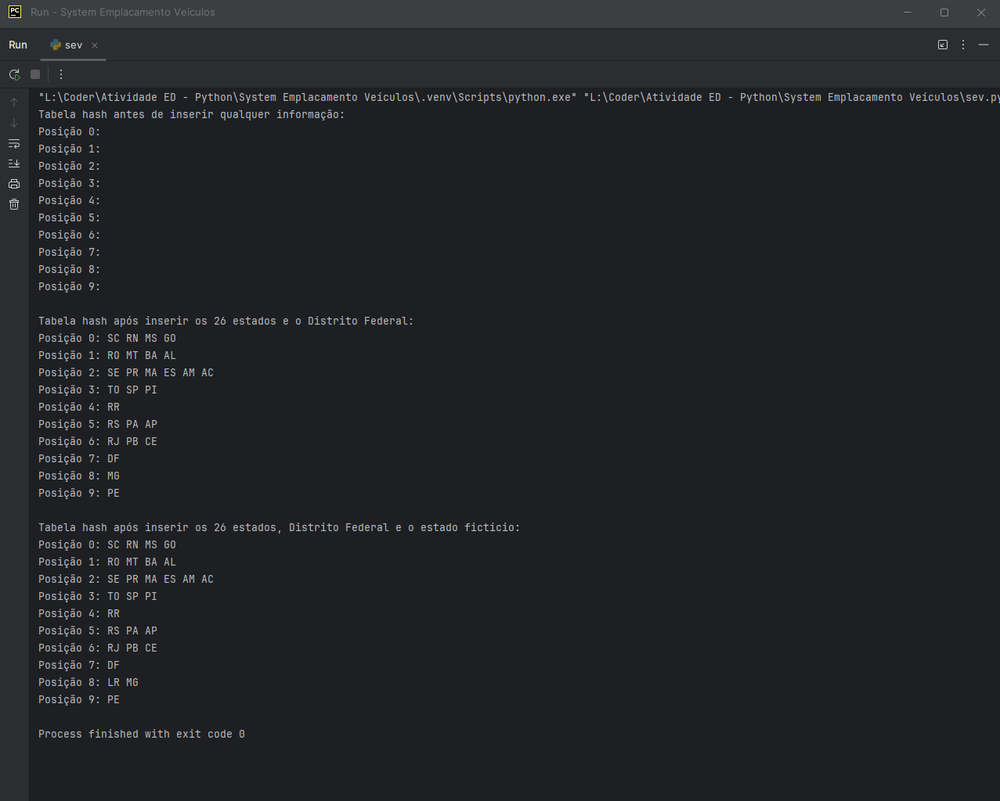 PC Run - System Emplacamento Veículos
Run sev
"L:\Coder\Atividade ED - Python\System Emplacamento Veículos\.venv\Scripts\python.exe" "L:\Coder\Atividade ED - Python\System Emplacamento Veículos\sev.py
Tabela hash antes de inserir qualquer informação:
Posição 0:
Posição 1:
Posição 2:
Posição 3:
Posição 4:
Posição 5:
Posição 6:
Posição 7:
Posição 8:
Posição 9:
Tabela hash após inserir os 26 estados e o Distrito Federal:
Posição 0: SC RN MS GO
Posição 1: RO MT BA AL
Posição 2: SE PR MA ES AM AC
Posição 3: TO SP PI
Posição 4: RR
Posição 5: RS PA AP
Posição 6: RJ PB CE
Posição 7: DF
Posição 8: MG
Posição 9: PE
Tabela hash após inserir os 26 estados, Distrito Federal e o estado fictício:
Posição 0: SC RN MS GO
Posição 1: RO MT BA AL
Posição 2: SE PR MA ES AM AC
Posição 3: TO SP PI
Posição 4: RR
Posição 5: RS PA AP
Posição 6: RJ PB CE
Posição 7: DF
Posição 8: LR MG
Posição 9: PE
Process finished with exit code 0